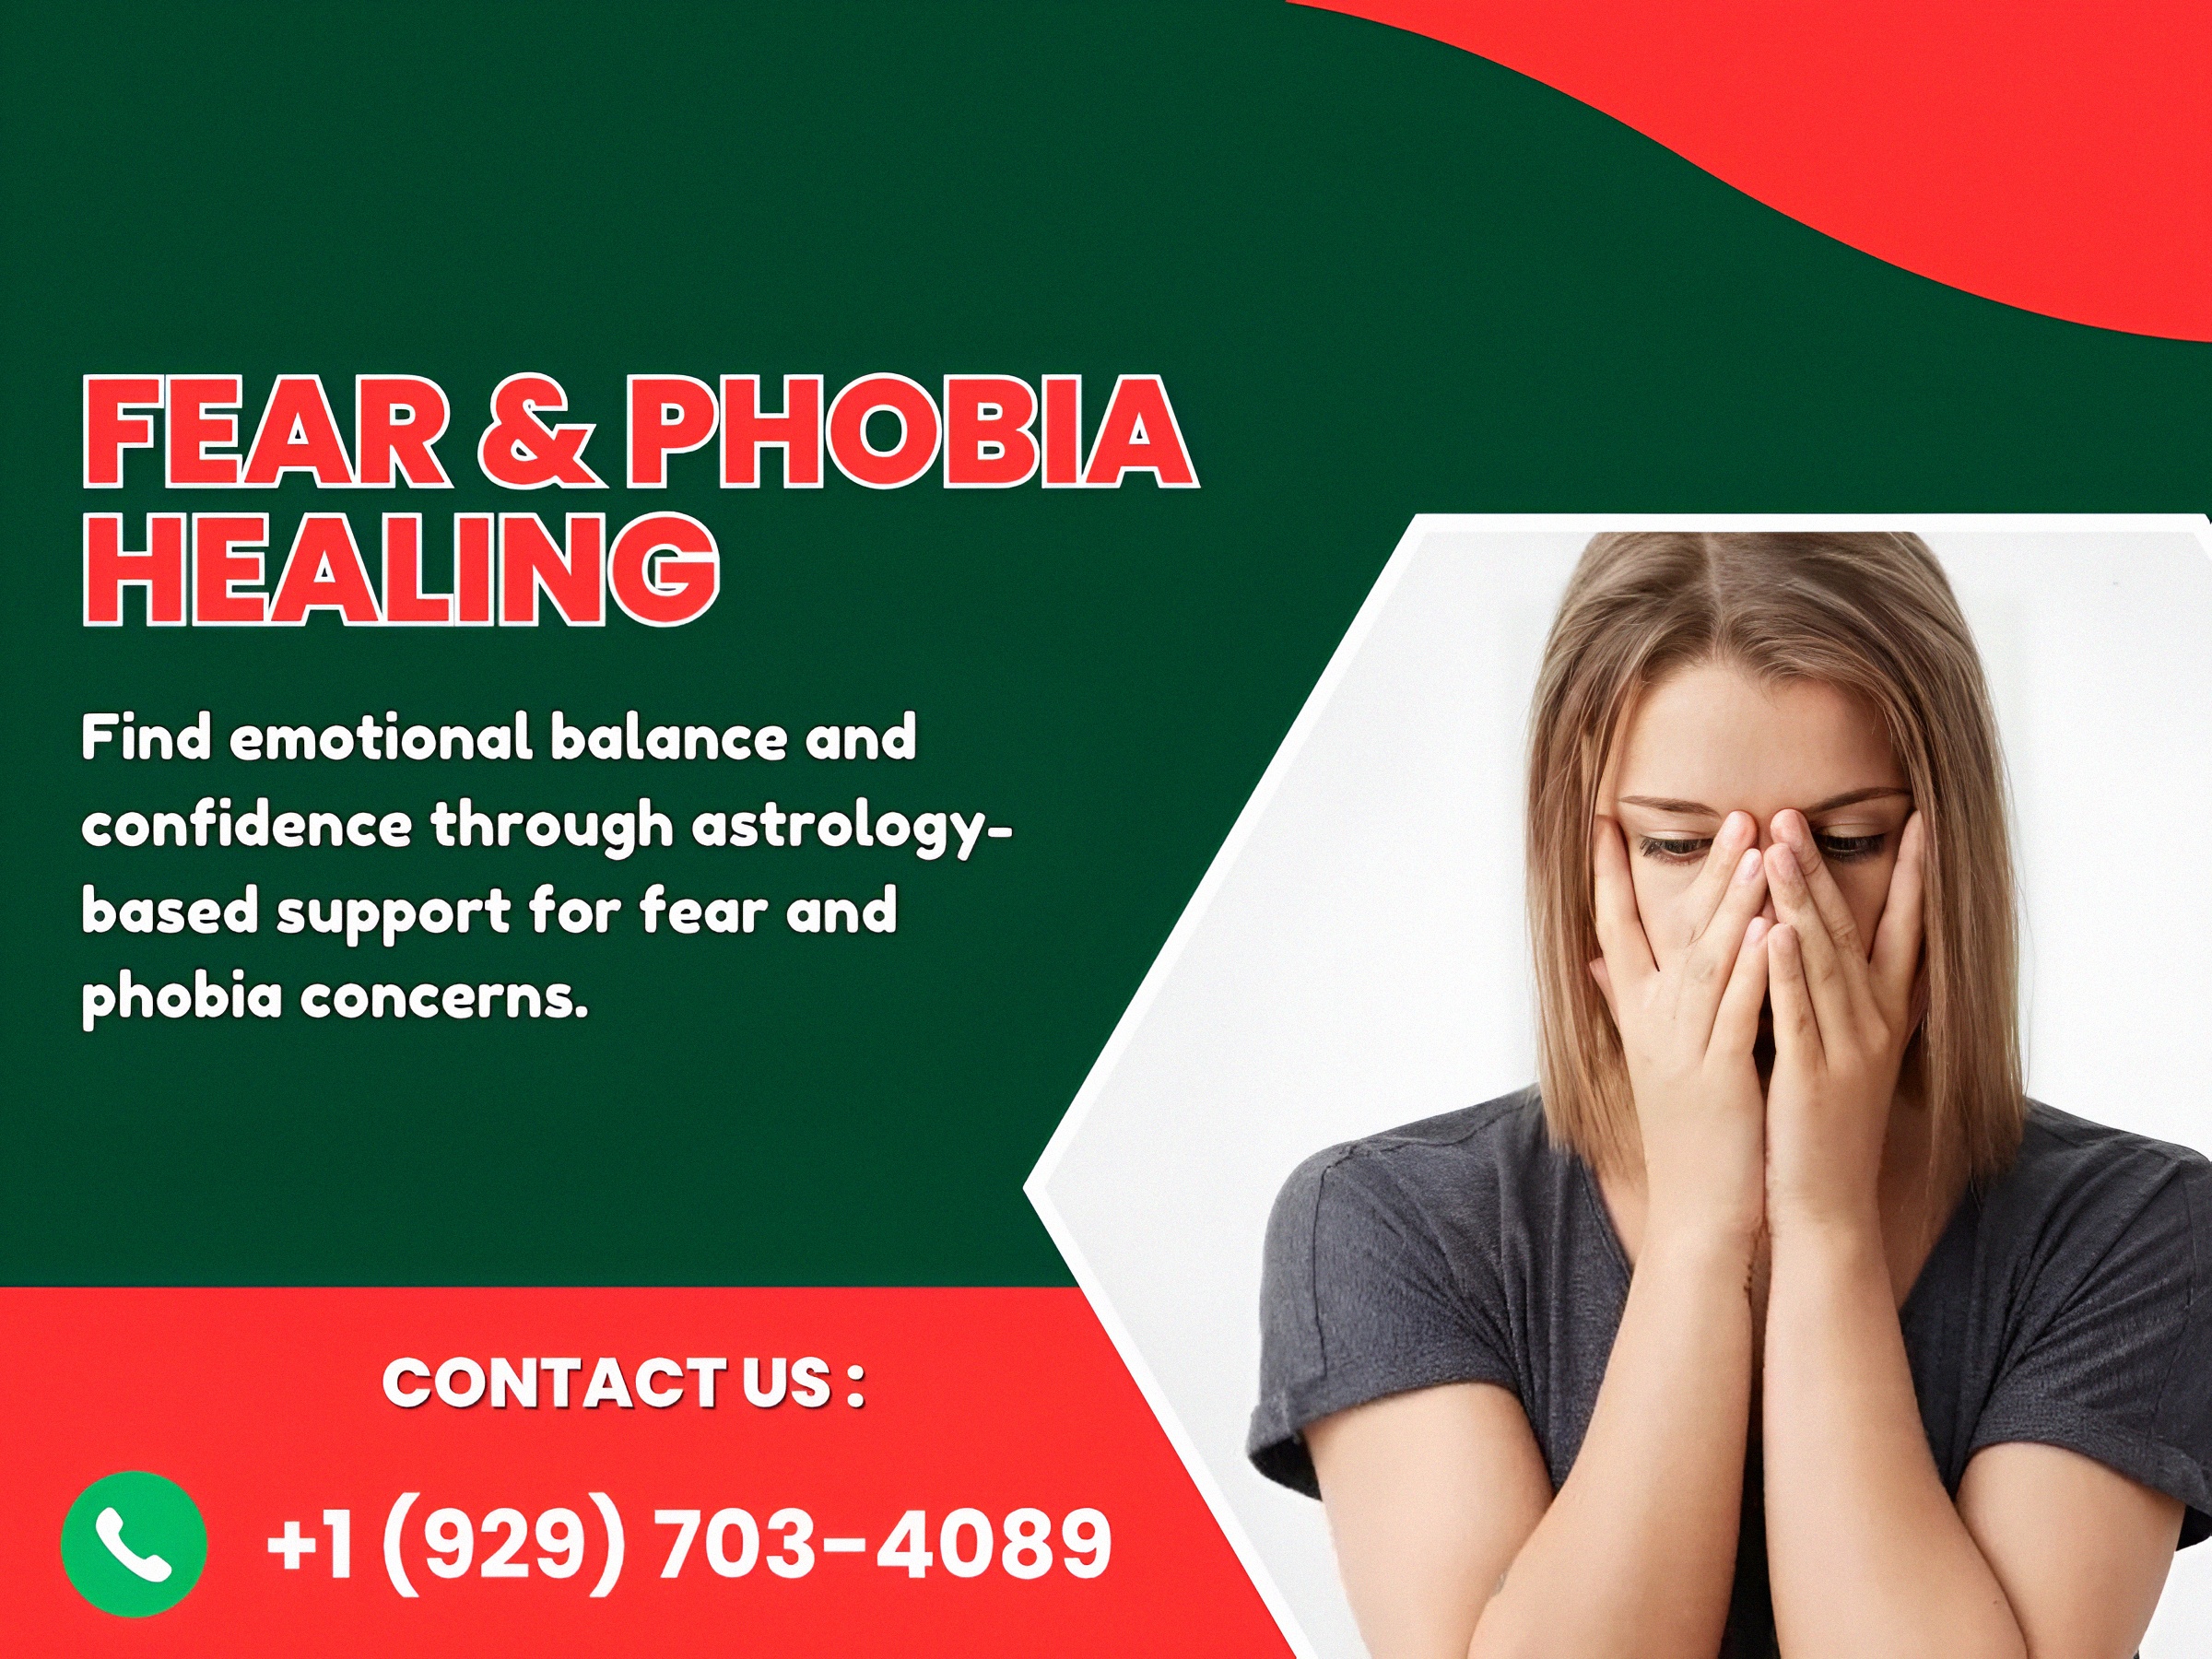 FEAR & PHOBIA
HEALING
Find emotional balance and
confidence through astrology-
based support for fear and
phobia concerns.
CONTACT US :
+1 (929) 703-4089